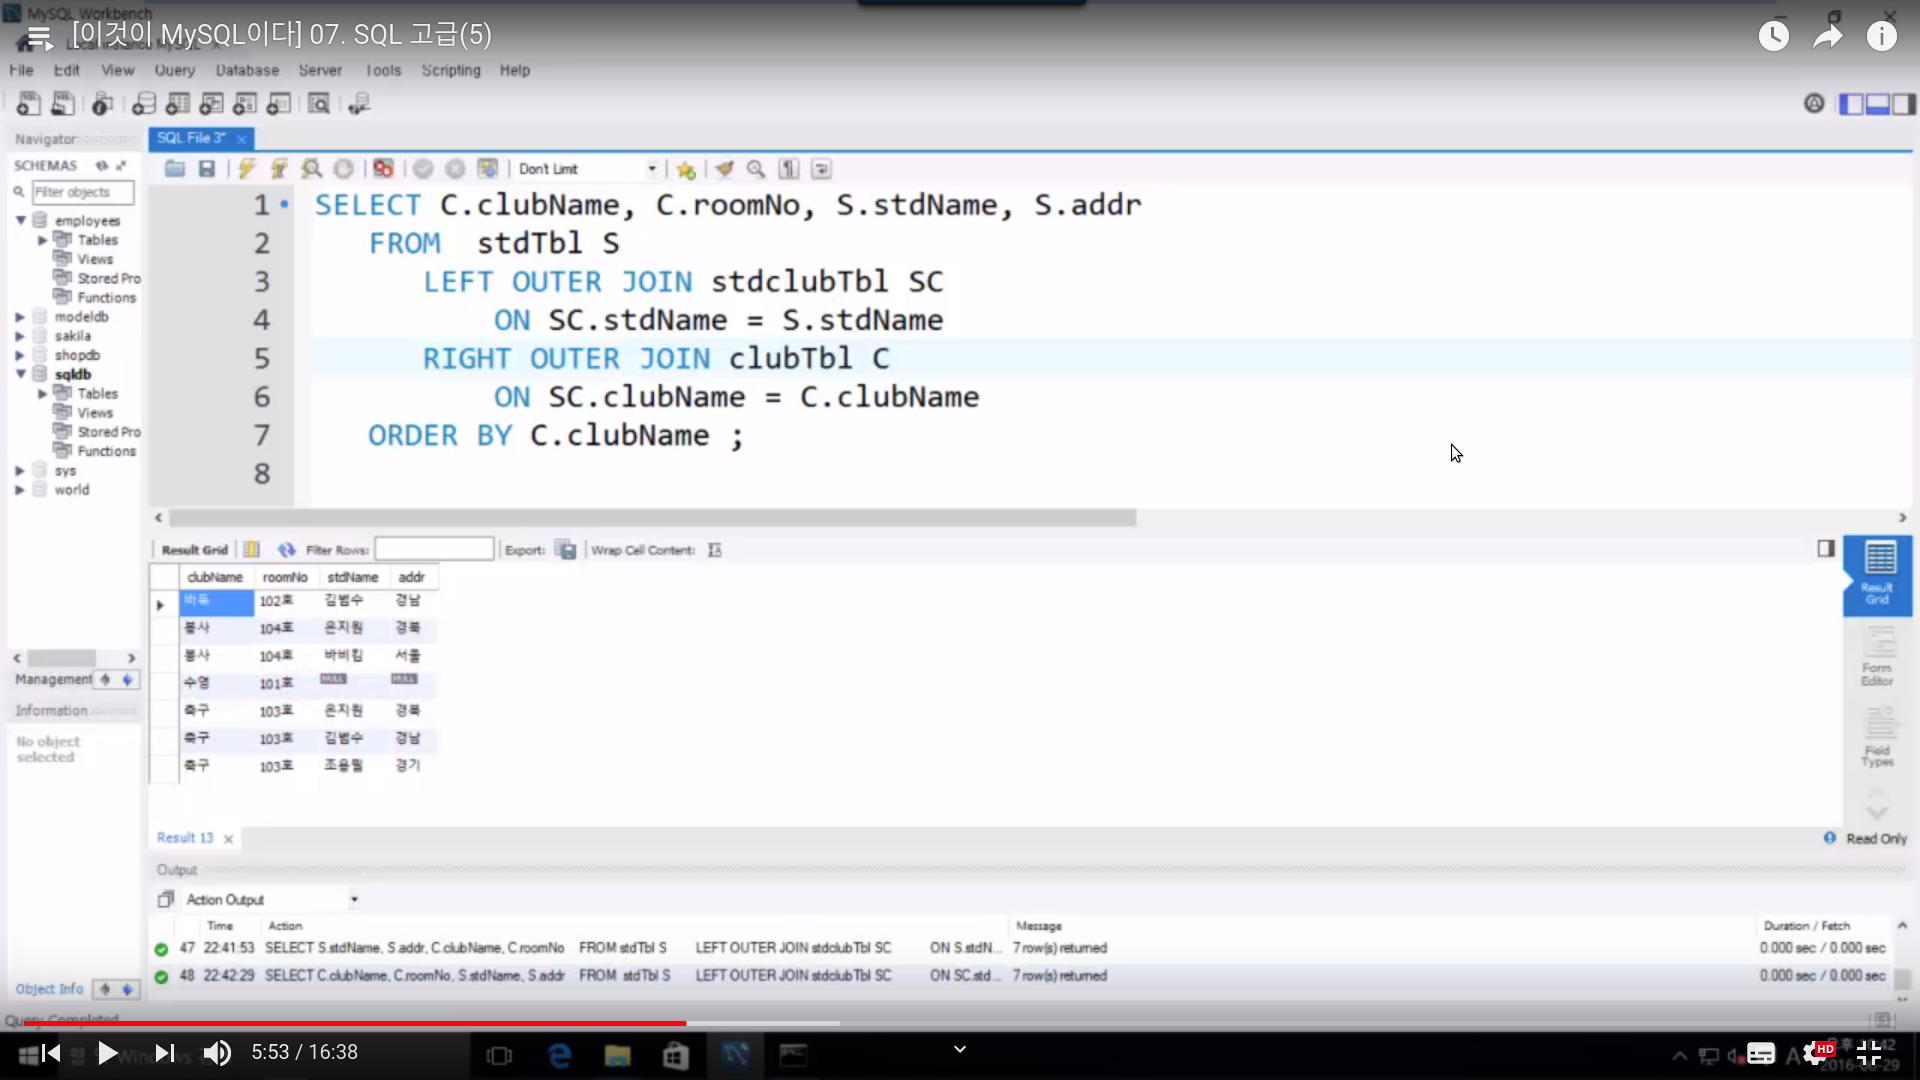 MySQL Workbench
[이것이 MySQL이다] 07. SQL 고급(5)
File Edit View Query Database Server Tools Scripting Help
Navigator
SQL File 3*
SCHEMAS
Don't Limit
Filter objects
employees
Tables
Views
Stored Pro
Functions
modeldb
sakila
shopdb
sqldb
Tables
Views
Stored Pro
Functions
sys
world
Management
Information
No object
selected
1 SELECT C.clubName, C.roomNo, S.stdName, S.addr
2 FROM stdTbl S
3 LEFT OUTER JOIN stdclubTbl SC
4 ON SC.stdName = S.stdName
5 RIGHT OUTER JOIN clubTbl C
6 ON SC.clubName = C.clubName
7 ORDER BY C.clubName ;
8
Result Grid Filter Rows: Export: Wrap Cell Content:
clubName roomNo stdName addr
바둑 102호 김범수 경남
봉사 104호 은지원 경북
봉사 104호 바비킴 서울
수영 101호 NULL NULL
축구 103호 은지원 경북
축구 103호 김범수 경남
축구 103호 조용필 경기
Result
Grid
Form
Editor
Field
Types
Result 13
Read Only
Output
Action Output
Time Action Message Duration / Fetch
47 22:41:53 SELECT S.stdName, S.addr, C.clubName, C.roomNo FROM stdTbl S LEFT OUTER JOIN stdclubTbl SC ON S.stdN... 7 row(s) returned 0.000 sec / 0.000 sec
48 22:42:29 SELECT C.clubName, C.roomNo, S.stdName, S.addr FROM stdTbl S LEFT OUTER JOIN stdclubTbl SC ON SC.std... 7 row(s) returned 0.000 sec / 0.000 sec
Object Info
Query Completed
5:53 / 16:38
HD